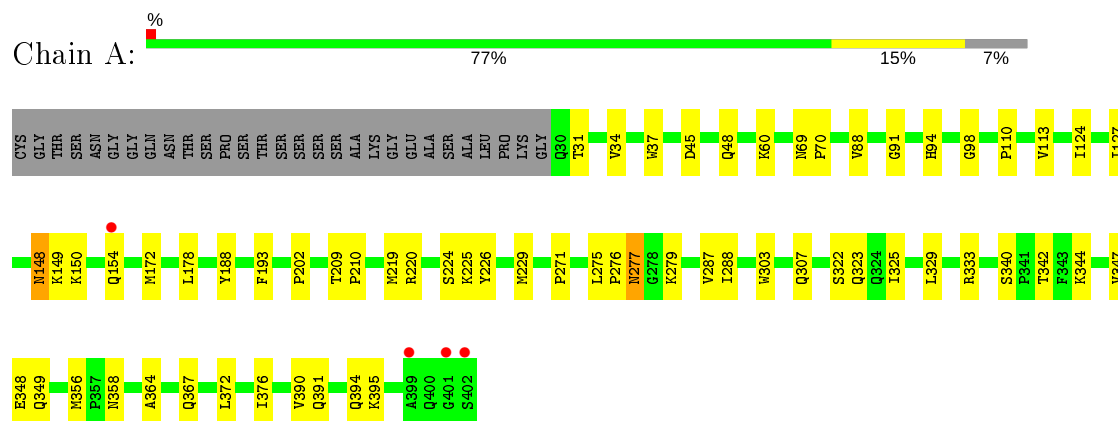 %
Chain A:
77% 15% 7%
CYS GLY THR SER ASN GLY GLY GLN ASN THR SER PRO THR SER SER SER SER ALA LYS GLY GLU ALA SER ALA LEU PRO LYS GLY Q30 T31 V34 W37 D45 Q48 K60 N69 P70 V88 G91 H94 G98 P110 V113 I124
N148 K149 K150 Q154 M172 L178 Y188 F193 P202 T209 P210 M219 R220 S224 K225 Y226 M229 P271 L275 P276 N277 G278 K279 V287 I288 W303 Q307 S322 Q323 Q324 I325 L329 R333 S340 P341 T342 F343 K344
E348 Q349 M356 P357 N358 A364 Q367 L372 I376 V390 Q391 Q394 K395 A399 Q400 G401 S402